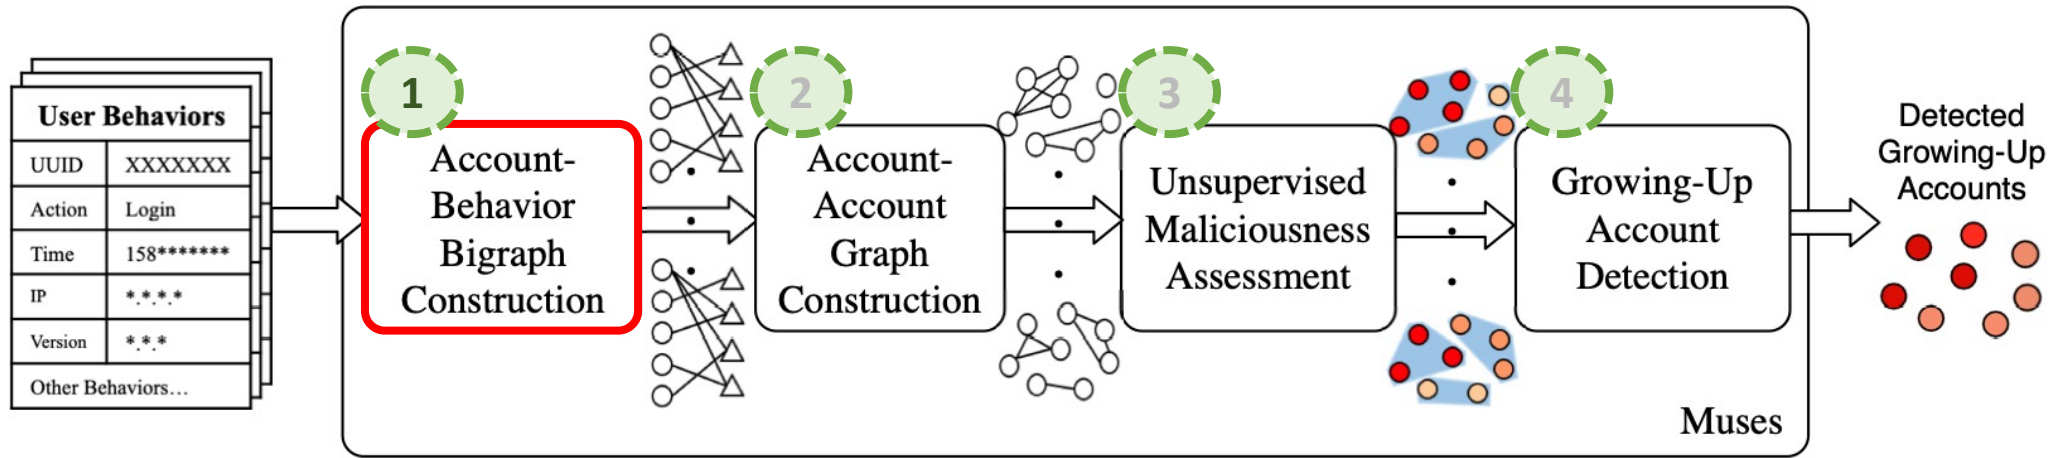 User Behaviors
UUID XXXXXXX
Action Login
Time 158*******
IP *.*.*.*
Version *.*.*
Other Behaviors...
1
Account-
Behavior
Bigraph
Construction
2
Account-
Account
Graph
Construction
3
Unsupervised
Maliciousness
Assessment
4
Growing-Up
Account
Detection
Muses
Detected
Growing-Up
Accounts